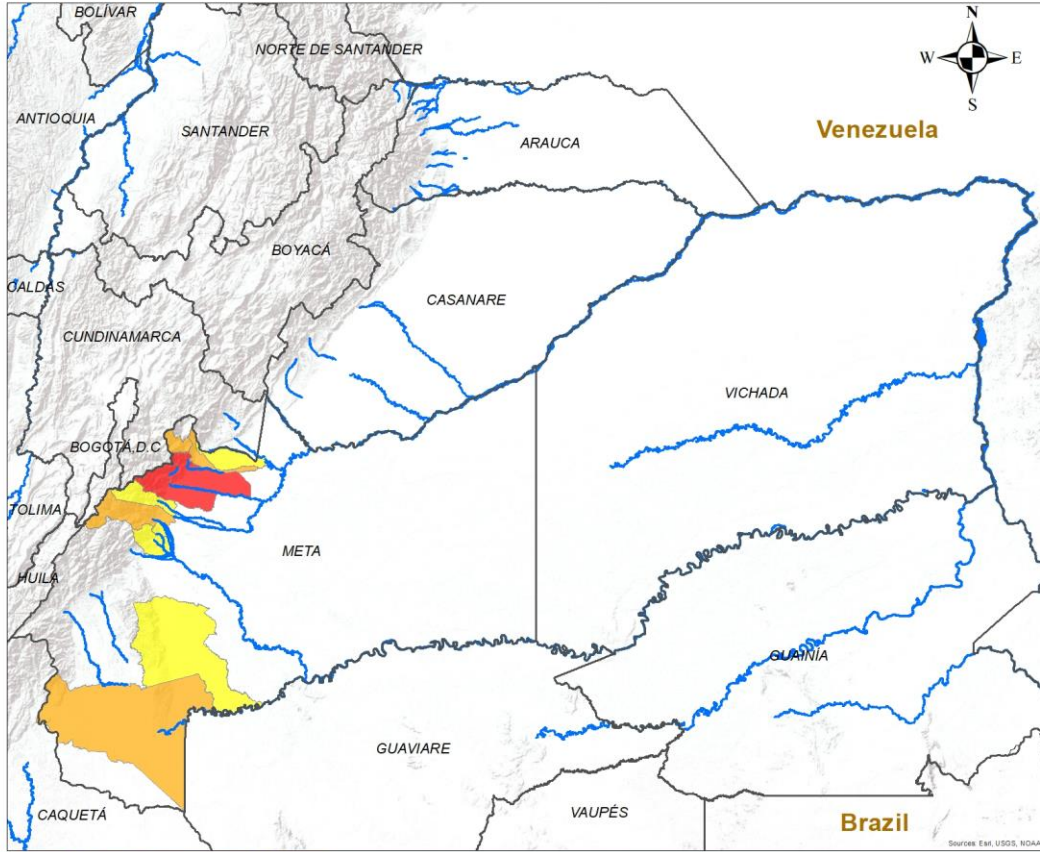 BOLÍVAR
NORTE DE SANTANDER
N
W E
S
ANTIOQUIA
SANTANDER
ARAUCA
Venezuela
BOYACÁ
CALDAS
CASANARE
CUNDINAMARCA
VICHADA
BOGOTÁ,D.C
TOLIMA
META
HUILA
GUAINÍA
GUAVIARE
CAQUETÁ
VAUPÉS
Brazil
Sources: Esri, USGS, NOAA